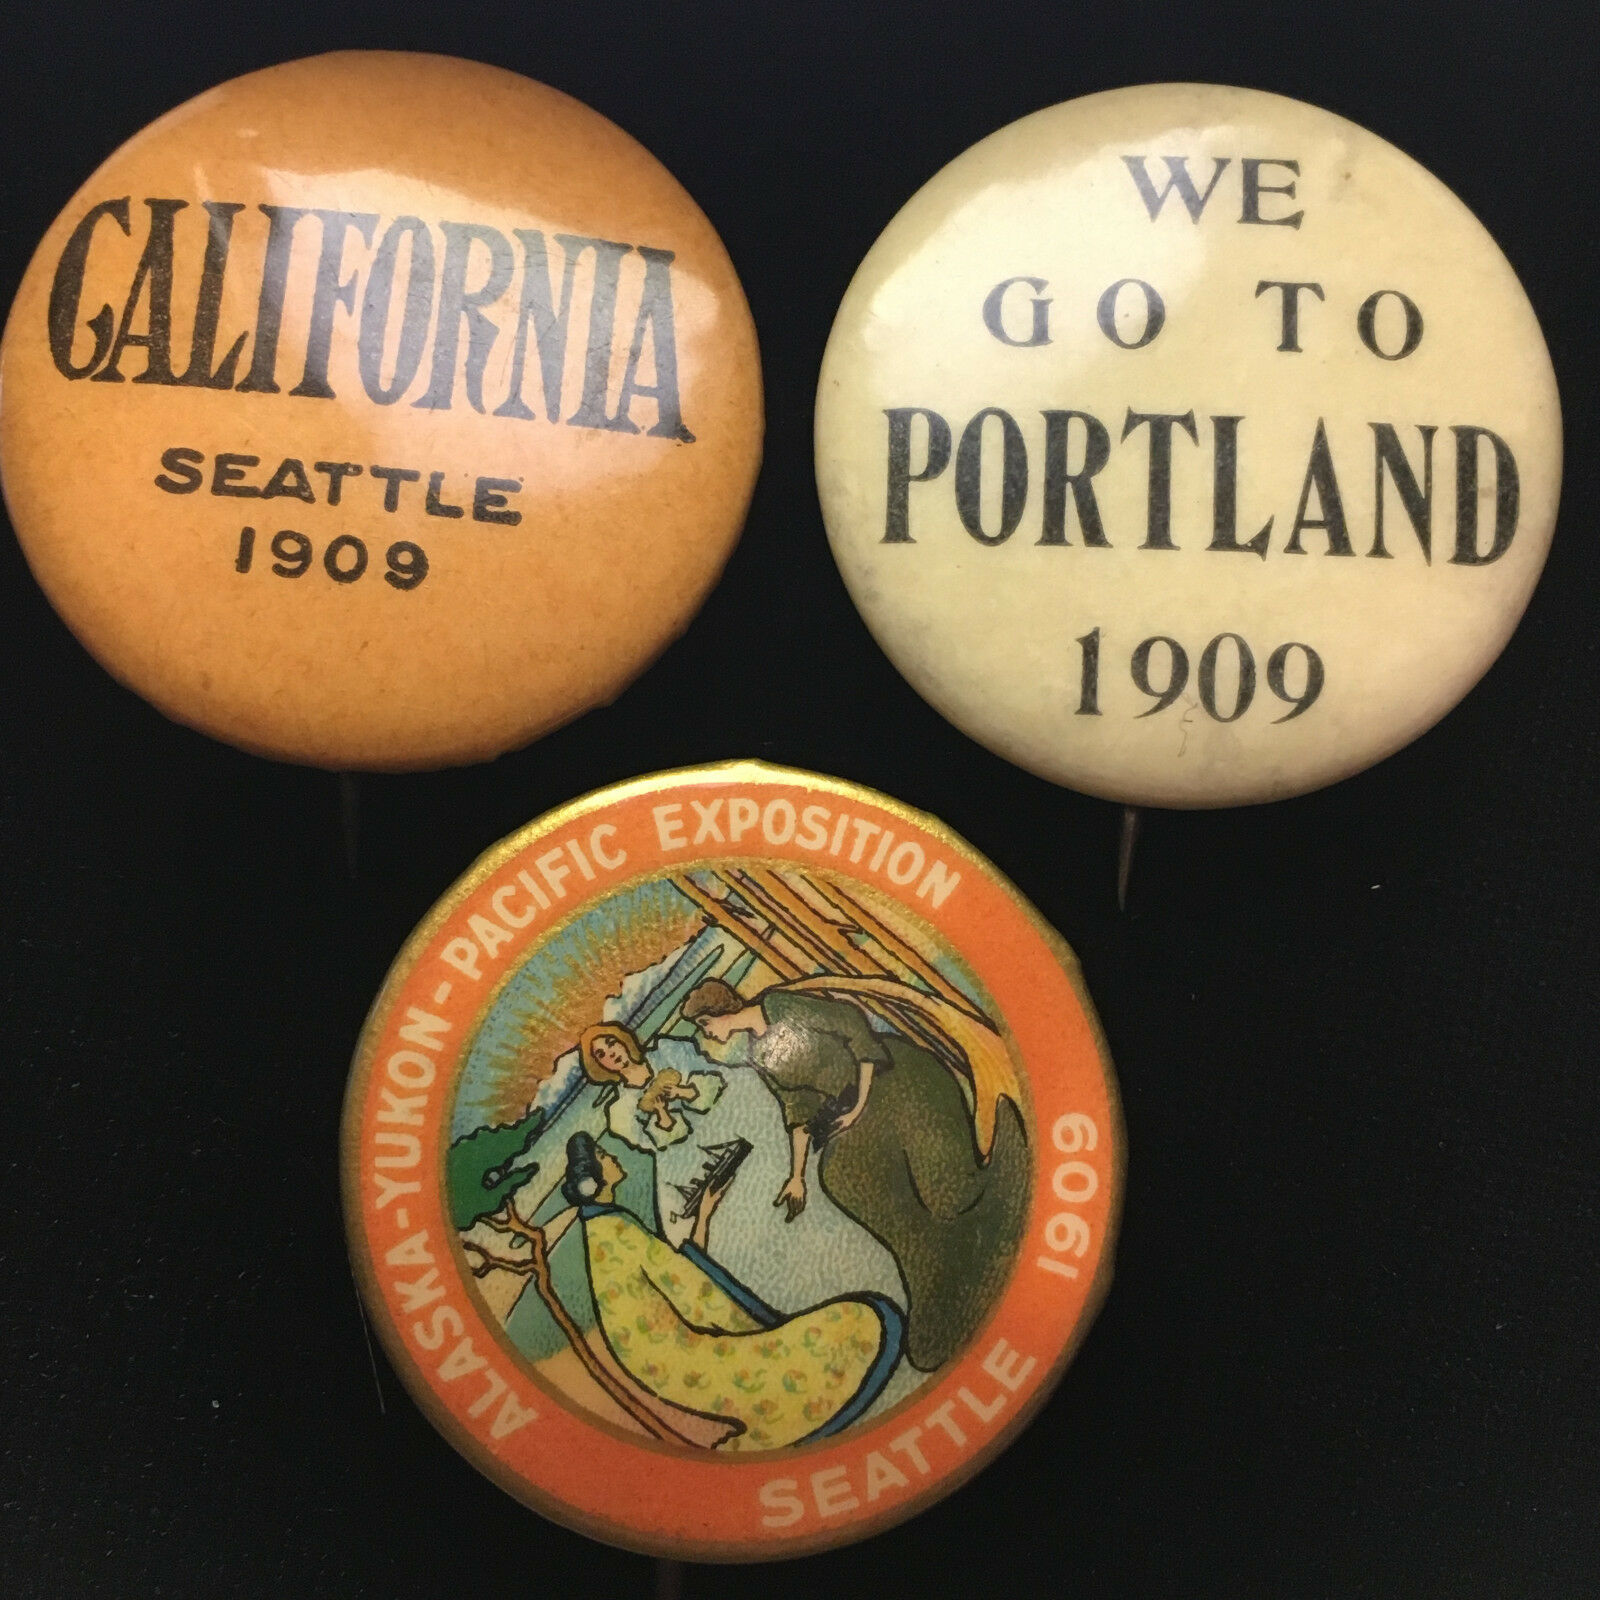 CALIFORNIA
SEATTLE
1909
WE
GO TO
PORTLAND
1909
ALASKA-YUKON-PACIFIC EXPOSITION
SEATTLE 1909